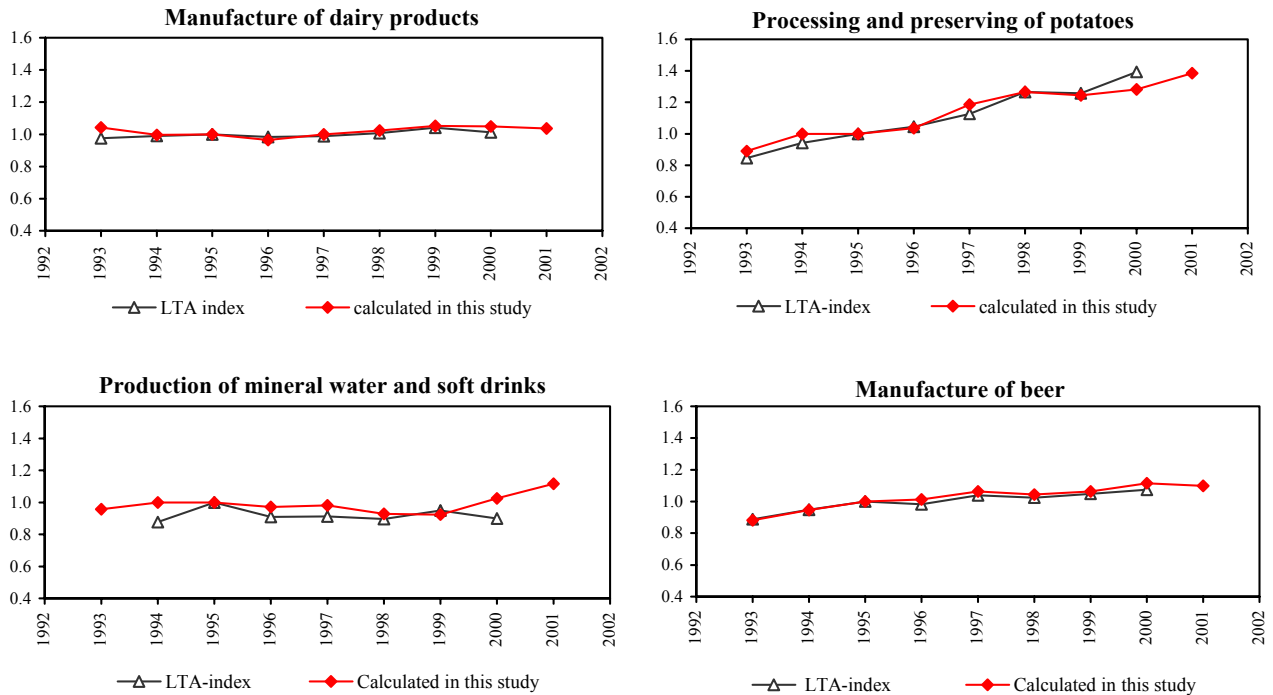 Manufacture of dairy products
1.6
1.4
1.2
1.0
0.8
0.6
0.4
1992 1993 1994 1995 1996 1997 1998 1999 2000 2001 2002
LTA index calculated in this study
Processing and preserving of potatoes
1.6
1.4
1.2
1.0
0.8
0.6
0.4
1992 1993 1994 1995 1996 1997 1998 1999 2000 2001 2002
LTA-index calculated in this study
Production of mineral water and soft drinks
1.6
1.4
1.2
1.0
0.8
0.6
0.4
1992 1993 1994 1995 1996 1997 1998 1999 2000 2001 2002
LTA-index Calculated in this study
Manufacture of beer
1.6
1.4
1.2
1.0
0.8
0.6
0.4
1992 1993 1994 1995 1996 1997 1998 1999 2000 2001 2002
LTA-index Calculated in this study